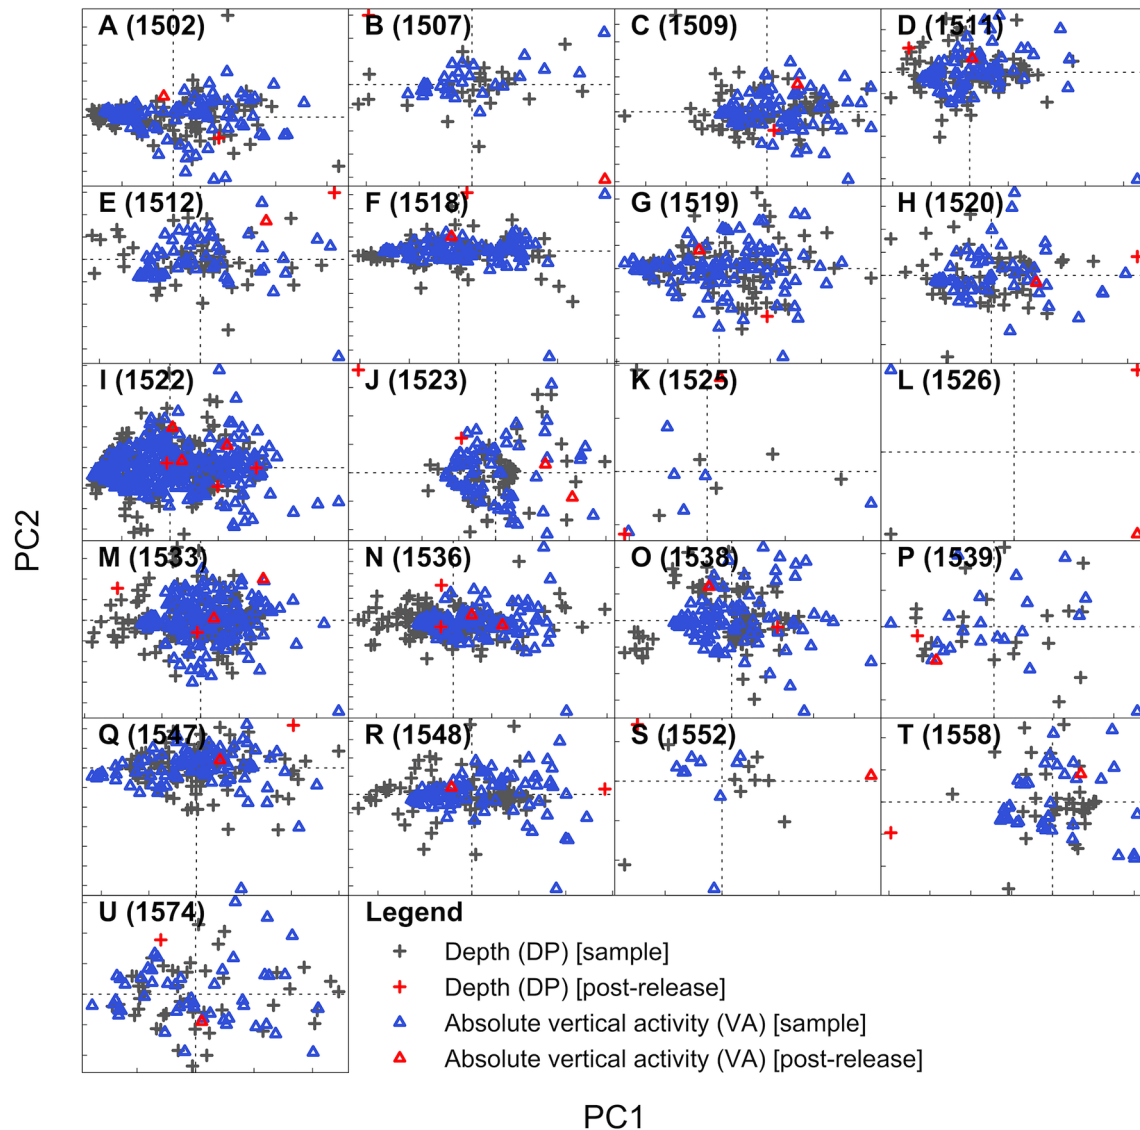 A (1502)
B (1507)
C (1509)
D (1511)
E (1512)
F (1518)
G (1519)
H (1520)
I (1522)
J (1523)
K (1525)
L (1526)
M (1533)
N (1536)
O (1538)
P (1539)
Q (1547)
R (1548)
S (1552)
T (1558)
U (1574)
Legend
Depth (DP) [sample]
Depth (DP) [post-release]
Absolute vertical activity (VA) [sample]
Absolute vertical activity (VA) [post-release]
PC2
PC1